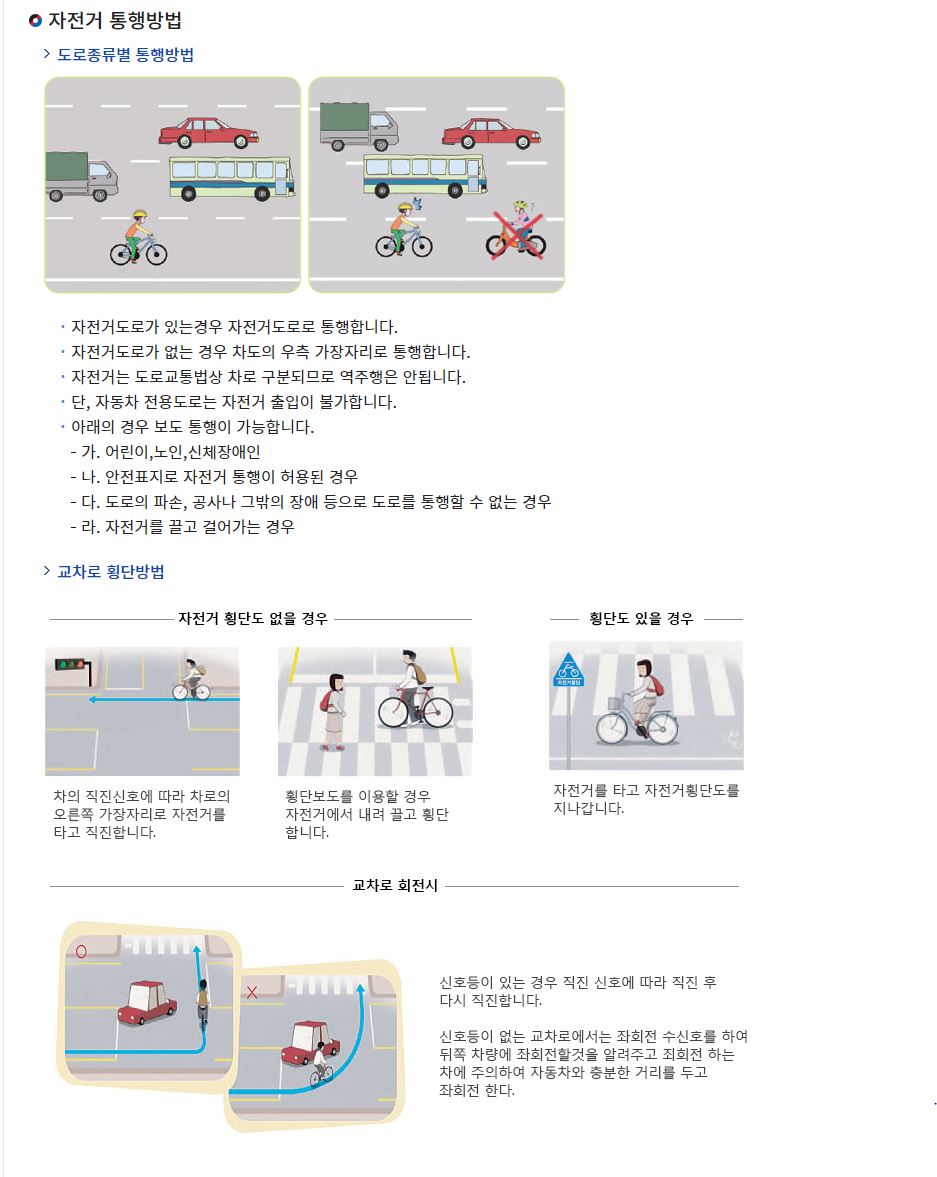 자전거 통행방법
> 도로종류별 통행방법
· 자전거도로가 있는경우 자전거도로로 통행합니다.
· 자전거도로가 없는 경우 차도의 우측 가장자리로 통행합니다.
· 자전거는 도로교통법상 차로 구분되므로 역주행은 안됩니다.
· 단, 자동차 전용도로는 자전거 출입이 불가합니다.
· 아래의 경우 보도 통행이 가능합니다.
- 가. 어린이,노인,신체장애인
- 나. 안전표지로 자전거 통행이 허용된 경우
- 다. 도로의 파손, 공사나 그밖의 장애 등으로 도로를 통행할 수 없는 경우
- 라. 자전거를 끌고 걸어가는 경우
> 교차로 횡단방법
자전거 횡단도 없을 경우
차의 직진신호에 따라 차로의
오른쪽 가장자리로 자전거를
타고 직진합니다.
횡단보도를 이용할 경우
자전거에서 내려 끌고 횡단
합니다.
횡단도 있을 경우
자전거횡단
자전거를 타고 자전거횡단도를
지나갑니다.
교차로 회전시
O
X
신호등이 있는 경우 직진 신호에 따라 직진 후
다시 직진합니다.
신호등이 없는 교차로에서는 좌회전 수신호를 하여
뒤쪽 차량에 좌회전할것을 알려주고 죄회전 하는
차에 주의하여 자동차와 충분한 거리를 두고
좌회전 한다.